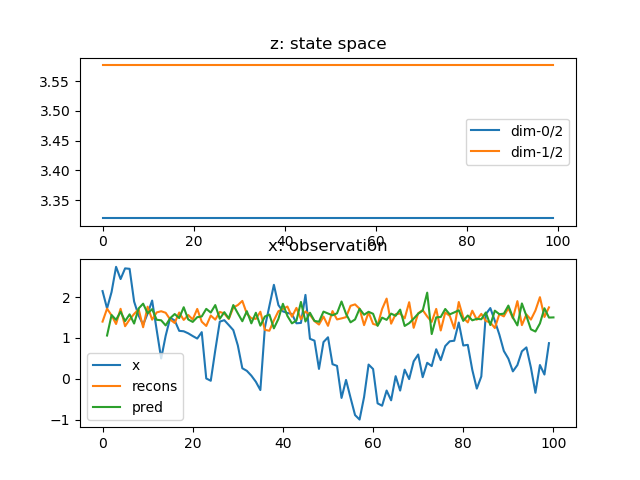 z: state space
3.55
3.50
3.45
3.40
3.35
dim-0/2
dim-1/2
0 20 40 60 80 100
x: observation
2
1
0
−1
x
recons
pred
0 20 40 60 80 100